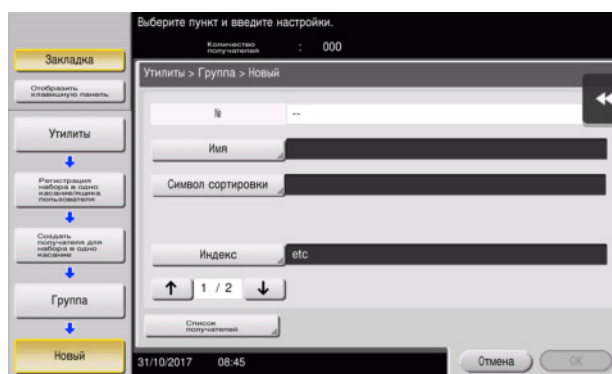 Выберите пункт и введите настройки.
Количество
получателей : 000
Закладка
Отобразить
клавишную панель
Утилиты
Регистрация
набора в одно
касание/ящика
пользователя
Создать
получателя для
набора в одно
касание
Группа
Новый
Утилиты > Группа > Новый
№ --
Имя
Символ сортировки
Индекс etc
↑ 1 / 2 ↓
Список
получателей
31/10/2017 08:45
Отмена OK